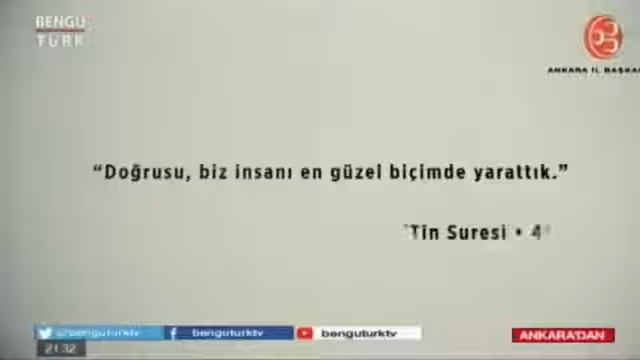 BENGU
TÜRK
ANKARA İL BAŞKA
“Doğrusu, biz insanı en güzel biçimde yarattık.”
Tin Suresi • 4
@benguturktv
benguturktv
benguturktv
ANKARA'DAN
21:32